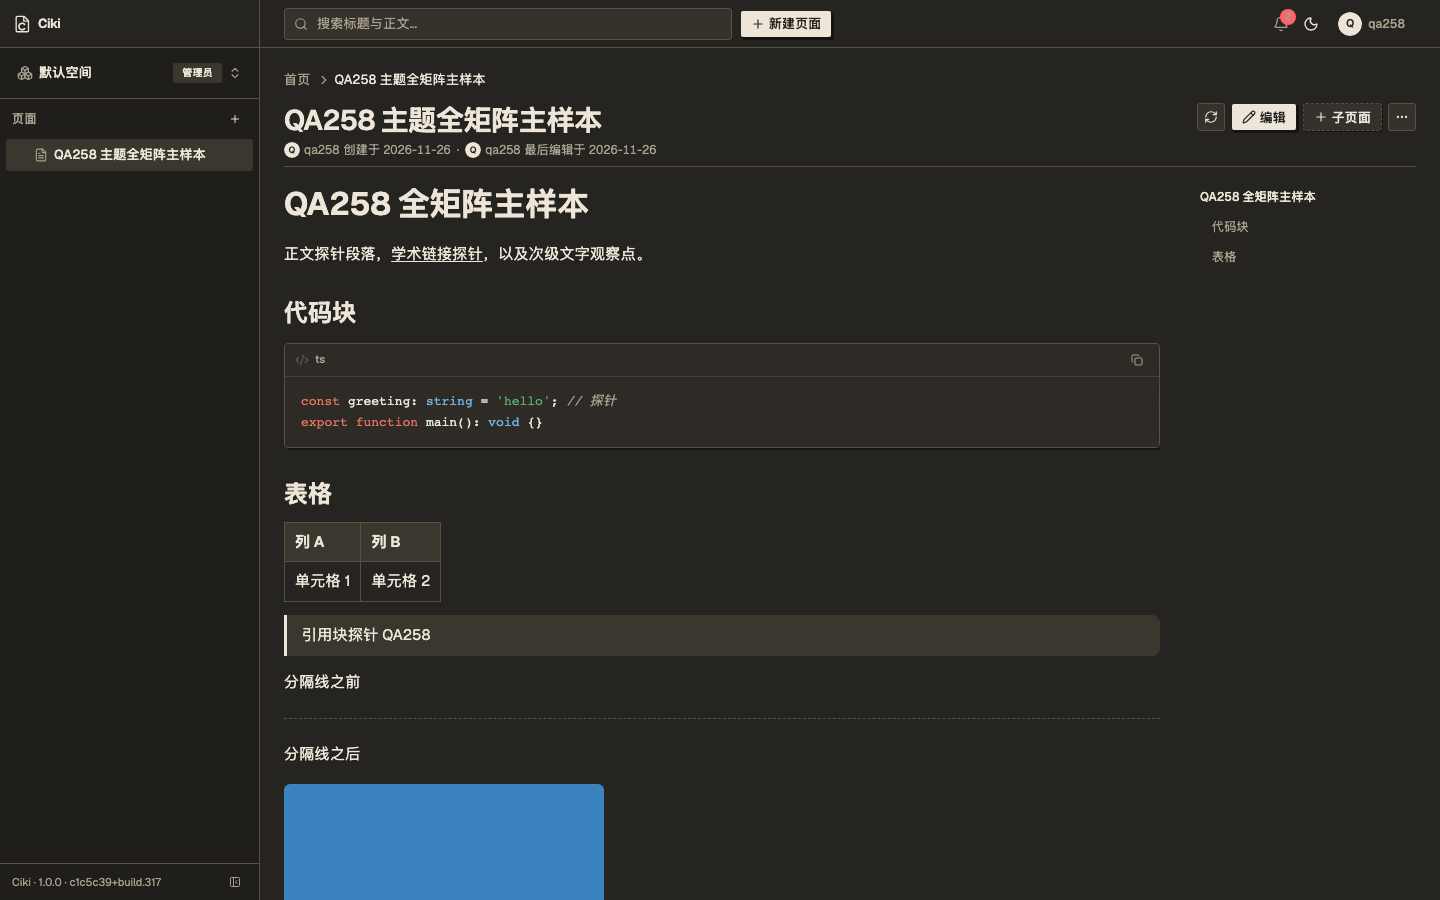 Ciki
搜索标题与正文...
新建页面
Q qa258
默认空间
管理员
页面
QA258 主题全矩阵主样本
首页 > QA258 主题全矩阵主样本
QA258 主题全矩阵主样本
编辑
子页面
Q qa258 创建于 2026-11-26 · Q qa258 最后编辑于 2026-11-26
QA258 全矩阵主样本
正文探针段落，学术链接探针，以及次级文字观察点。
代码块
</> ts
const greeting: string = 'hello'; // 探针
export function main(): void {}
表格
列 A 列 B
单元格 1 单元格 2
引用块探针 QA258
分隔线之前
分隔线之后
QA258 全矩阵主样本
代码块
表格
Ciki · 1.0.0 · c1c5c39+build.317